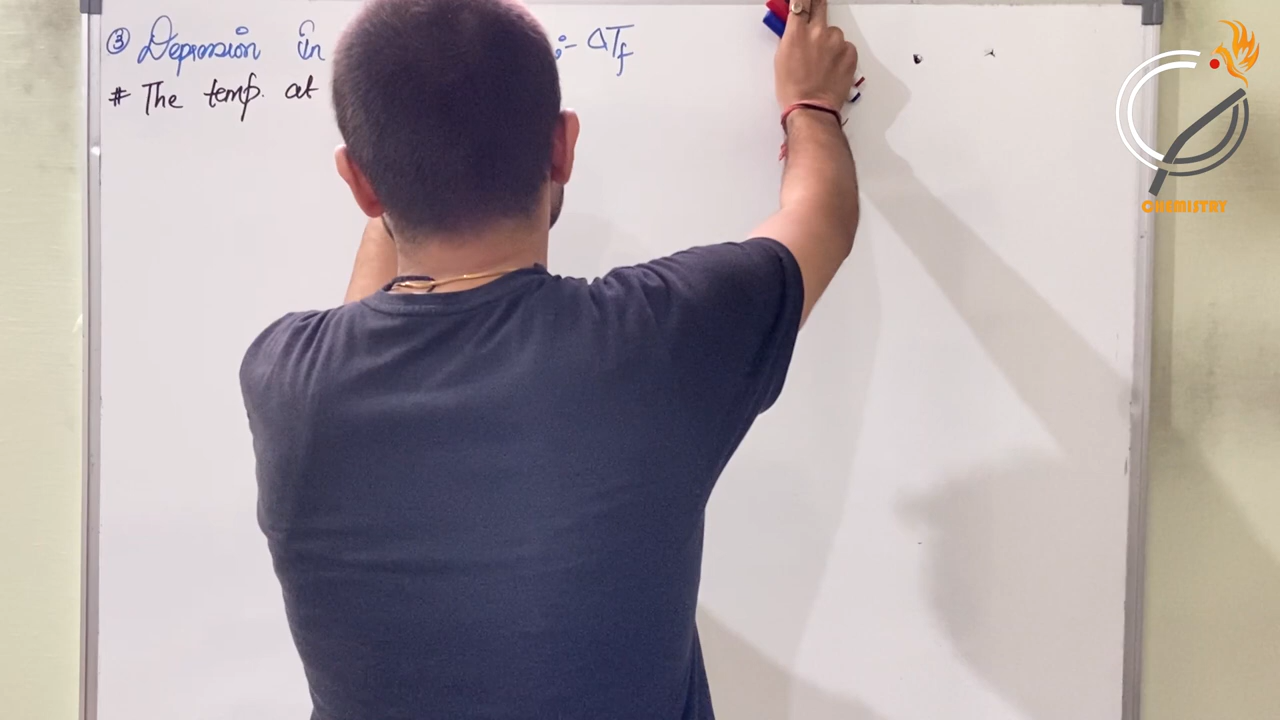 ③ Depression in :- ΔTf
# The temp. at
CHEMISTRY